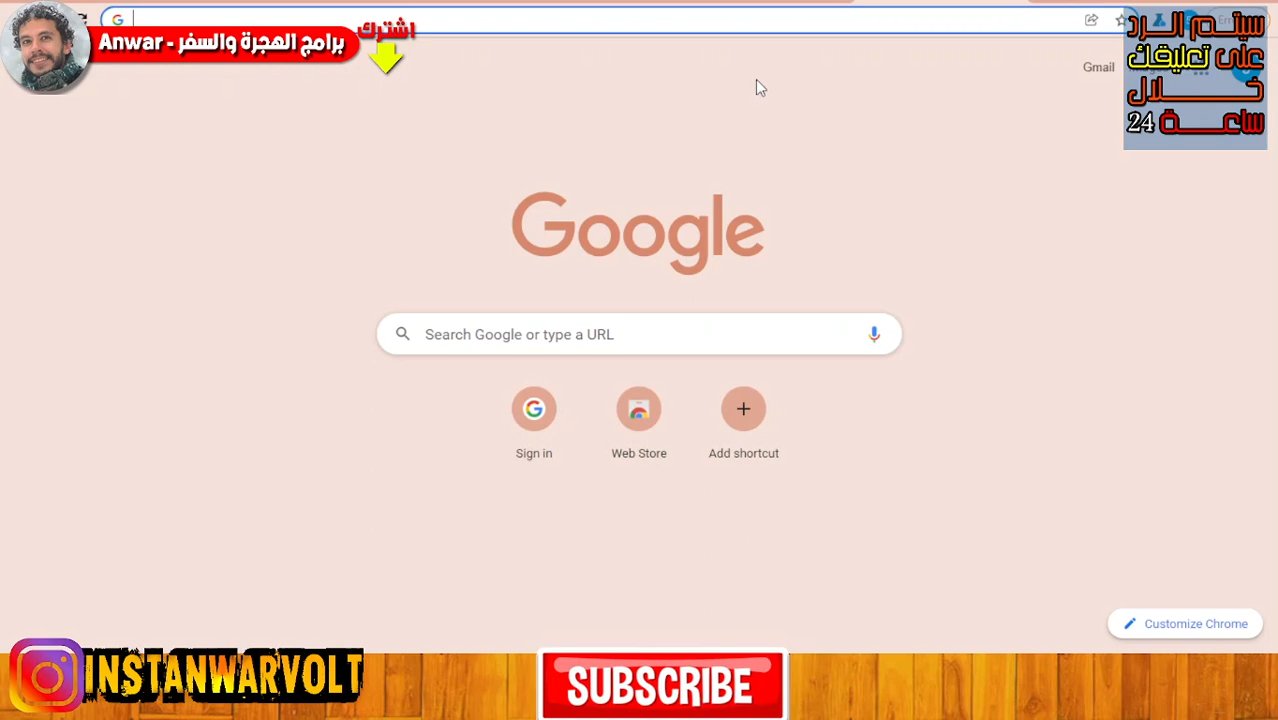 برامج الهجرة والسفر - Anwar
اشترك
Gmail
سيتم الرد
على تعليقك
خلال
24 ساعة
Google
Search Google or type a URL
Sign in
Web Store
Add shortcut
Customize Chrome
INSTANWARVOLT
SUBSCRIBE